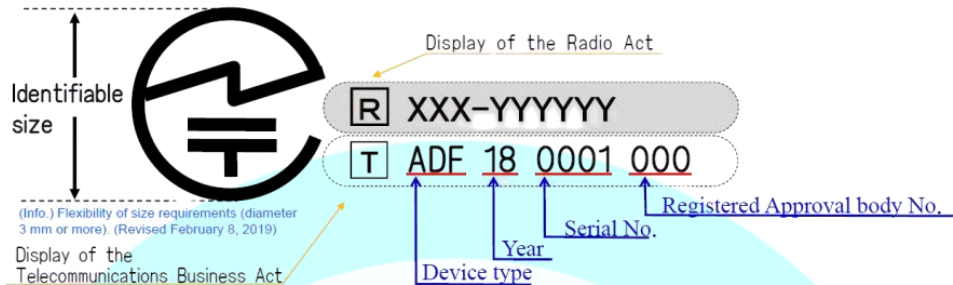 Display of the Radio Act
Identifiable
size
R XXX-YYYYYY
T ADF 18 0001 000
(Info.) Flexibility of size requirements (diameter
3 mm or more). (Revised February 8, 2019)
Registered Approval body No.
Serial No.
Year
Device type
Display of the
Telecommunications Business Act